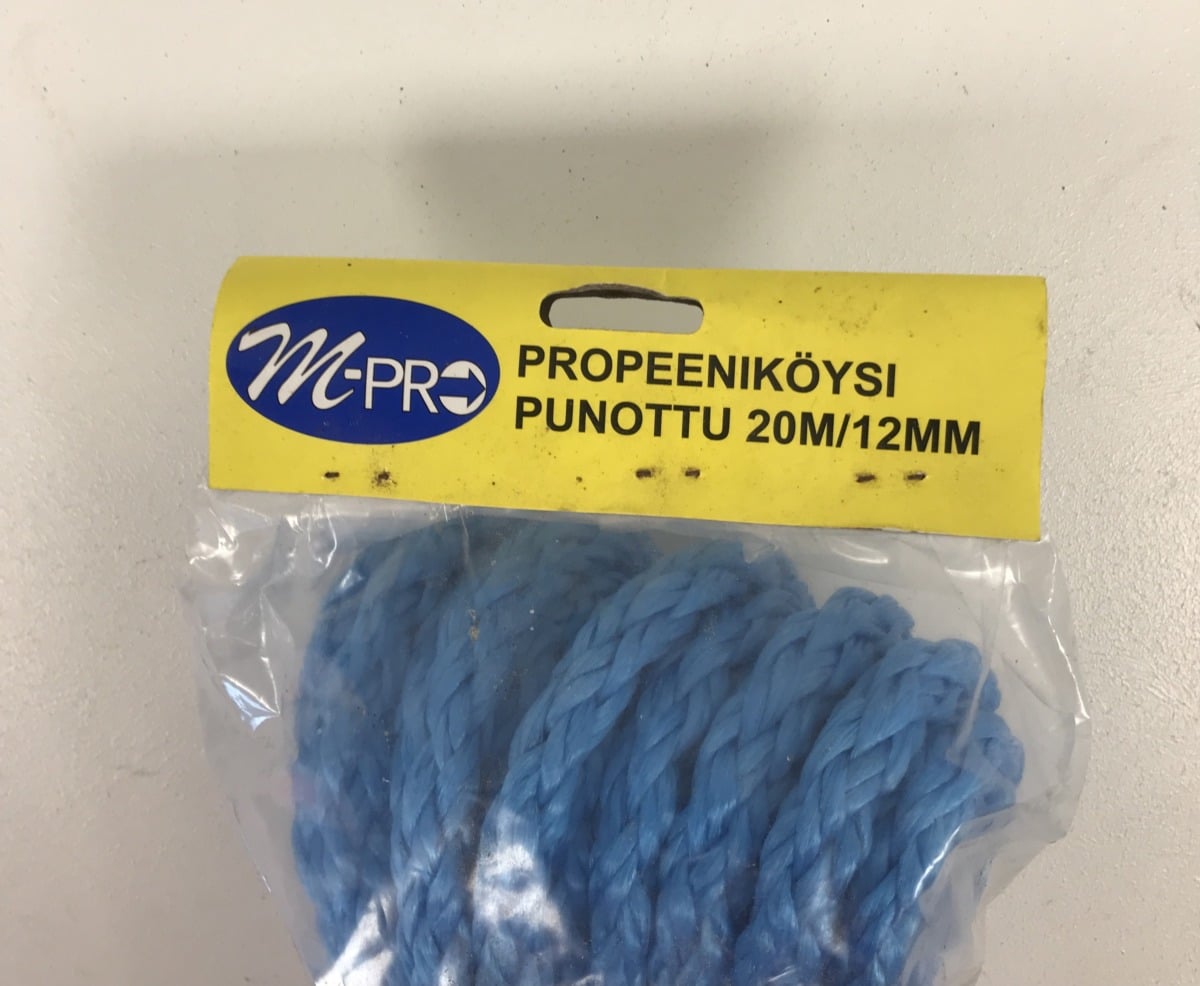 M-PRO
PROPEENIKÖYSI
PUNOTTU 20M/12MM